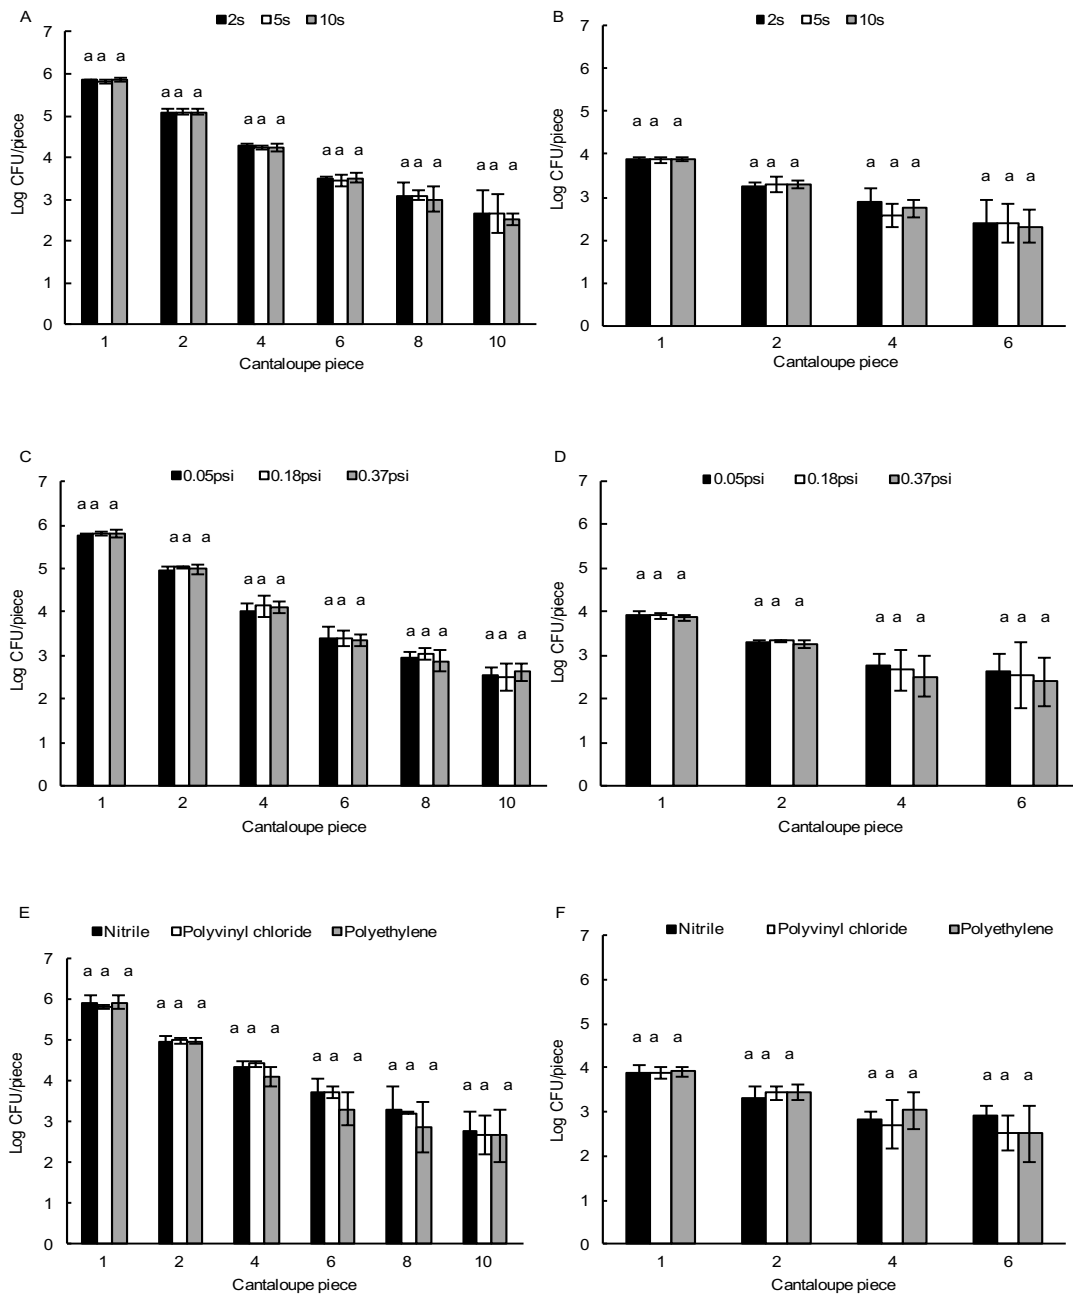 A
2s 5s 10s
a a a
a a a
a a a
a a a
a a a
a a a
Log CFU/piece
7
6
5
4
3
2
1
0
1 2 4 6 8 10
Cantaloupe piece
B
2s 5s 10s
a a a
a a a
a a a
a a a
Log CFU/piece
7
6
5
4
3
2
1
0
1 2 4 6
Cantaloupe piece
C
0.05psi 0.18psi 0.37psi
a a a
a a a
a a a
a a a
a a a
a a a
Log CFU/piece
7
6
5
4
3
2
1
0
1 2 4 6 8 10
Cantaloupe piece
D
0.05psi 0.18psi 0.37psi
a a a
a a a
a a a
a a a
Log CFU/piece
7
6
5
4
3
2
1
0
1 2 4 6
Cantaloupe piece
E
Nitrile Polyvinyl chloride Polyethylene
a a a
a a a
a a a
a a a
a a a
a a a
Log CFU/piece
7
6
5
4
3
2
1
0
1 2 4 6 8 10
Cantaloupe piece
F
Nitrile Polyvinyl chloride Polyethylene
a a a
a a a
a a a
a a a
Log CFU/piece
7
6
5
4
3
2
1
0
1 2 4 6
Cantaloupe piece